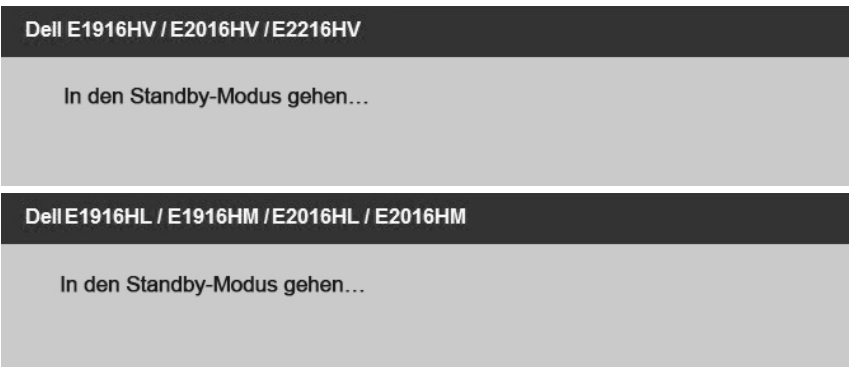 Dell E1916HV / E2016HV / E2216HV
In den Standby-Modus gehen…
Dell E1916HL / E1916HM / E2016HL / E2016HM
In den Standby-Modus gehen…